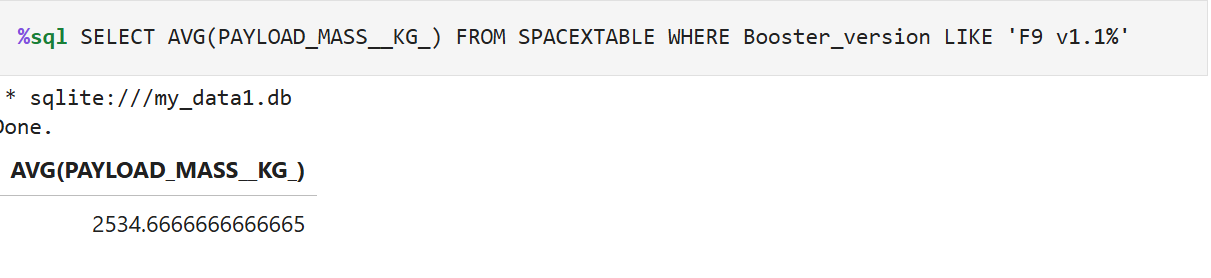 %sql SELECT AVG(PAYLOAD_MASS__KG_) FROM SPACEXTABLE WHERE Booster_version LIKE 'F9 v1.1%'
* sqlite:///my_data1.db
Done.
AVG(PAYLOAD_MASS__KG_)
2534.6666666666665